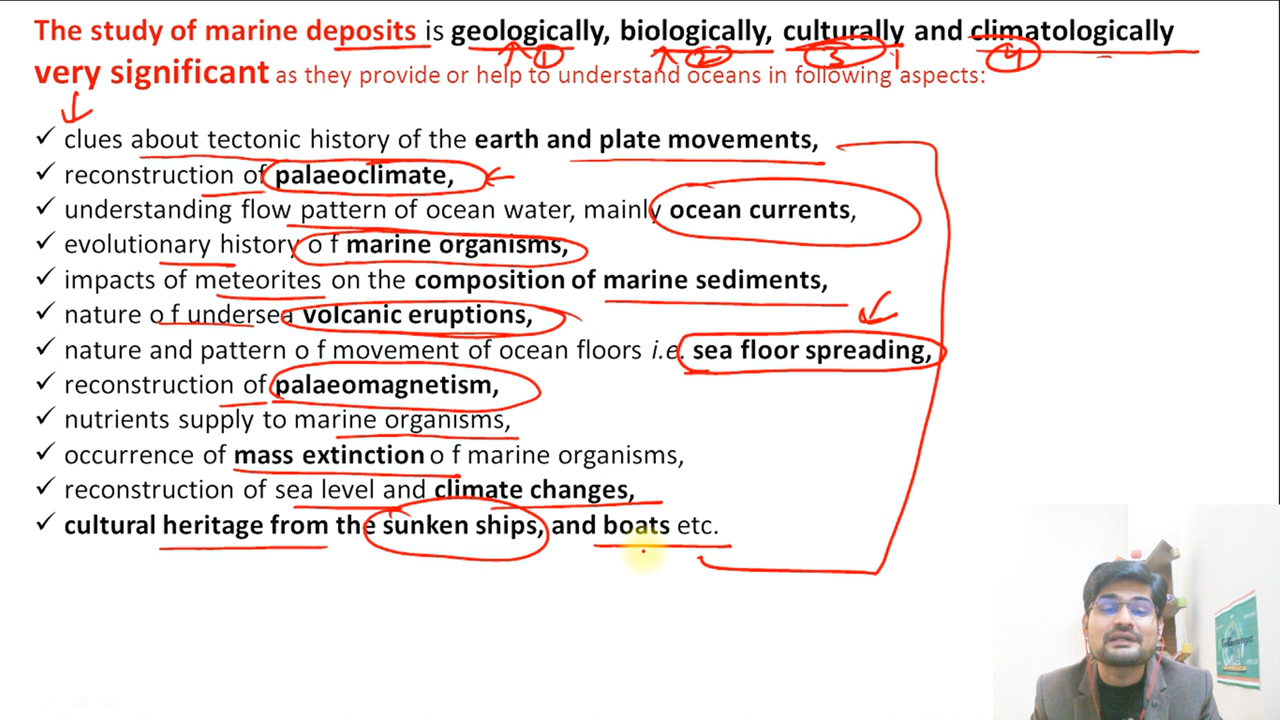 The study of marine deposits is geologically, biologically, culturally and climatologically
very significant as they provide or help to understand oceans in following aspects:
① ② ③ ④
✓ clues about tectonic history of the earth and plate movements,
✓ reconstruction of palaeoclimate,
✓ understanding flow pattern of ocean water, mainly ocean currents,
✓ evolutionary history o f marine organisms,
✓ impacts of meteorites on the composition of marine sediments,
✓ nature o f undersea volcanic eruptions,
✓ nature and pattern o f movement of ocean floors i.e. sea floor spreading,
✓ reconstruction of palaeomagnetism,
✓ nutrients supply to marine organisms,
✓ occurrence of mass extinction o f marine organisms,
✓ reconstruction of sea level and climate changes,
✓ cultural heritage from the sunken ships, and boats etc.